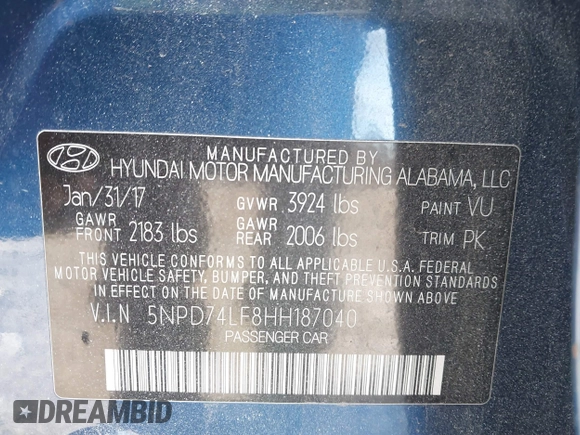 MANUFACTURED BY
HYUNDAI MOTOR MANUFACTURING ALABAMA, LLC
Jan/31/17 GVWR 3924 lbs PAINT VU
GAWR FRONT 2183 lbs GAWR REAR 2006 lbs TRIM PK
THIS VEHICLE CONFORMS TO ALL APPLICABLE U.S.A. FEDERAL
MOTOR VEHICLE SAFETY, BUMPER, AND THEFT PREVENTION STANDARDS
IN EFFECT ON THE DATE OF MANUFACTURE SHOWN ABOVE.
V.I.N 5NPD74LF8HH187040
PASSENGER CAR
DREAMBID